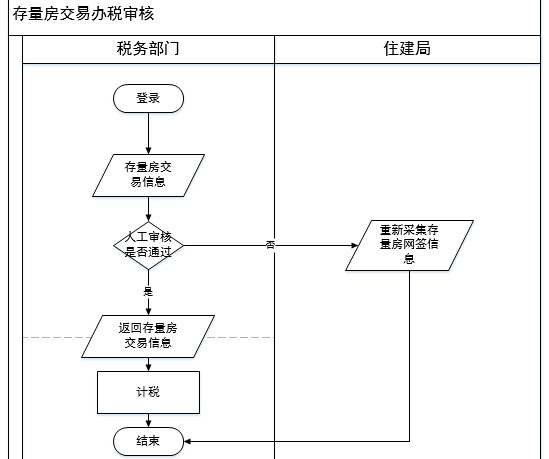 存量房交易办税审核
税务部门
住建局
登录
存量房交
易信息
人工审核
是否通过
否
重新采集存
量房网签信
息
是
返回存量房
交易信息
计税
结束